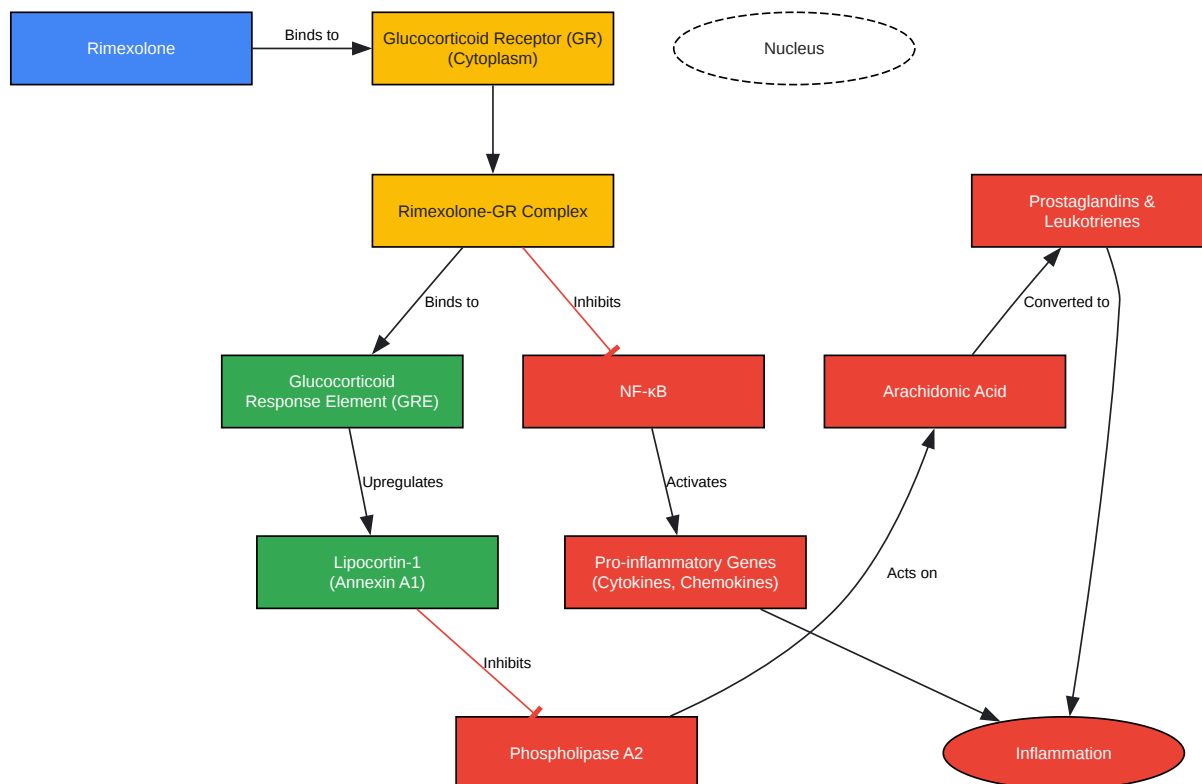 Rimexolone
Binds to
Glucocorticoid Receptor (GR)
(Cytoplasm)
Nucleus
Rimexolone-GR Complex
Prostaglandins &
Leukotrienes
Binds to
Inhibits
Converted to
Glucocorticoid
Response Element (GRE)
NF-κB
Arachidonic Acid
Upregulates
Activates
Lipocortin-1
(Annexin A1)
Pro-inflammatory Genes
(Cytokines, Chemokines)
Acts on
Inhibits
Phospholipase A2
Inflammation